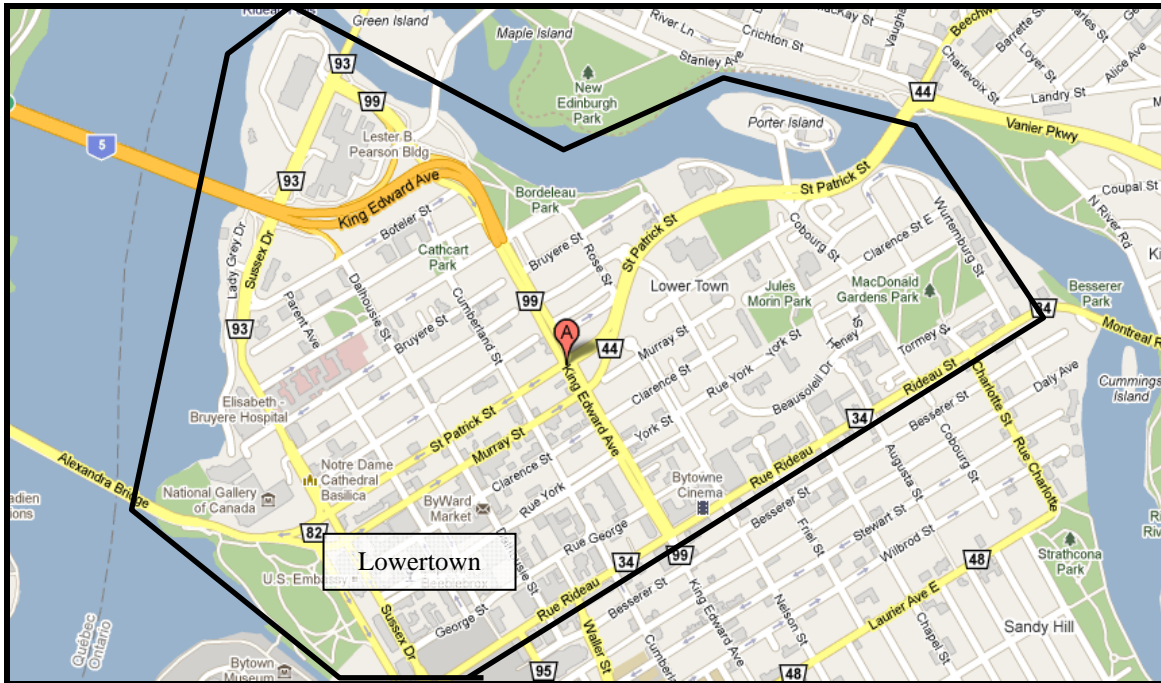 Green Island
Maple Island
River Ln
Crichton St
MacKay St
Stanley Ave
Beechw
Barrette St
Charles St
Loyer St
Alice Ave
Charlevoix St
Landry St
New
Edinburgh
Park
93
99
44
Vanier Pkwy
5
Lester B.
Pearson Bldg
Porter Island
Coupal St
N River Rd
93
King Edward Ave
Bordeleau
Park
St Patrick St
Wurtemburg St
Boteler St
Cathcart
Park
Bruyere St
Rose St
St Patrick St
Cobourg St
Clarence St E
Lady Grey Dr
Sussex Dr
Dalhousie St
Lower Town
Jules
Morin Park
MacDonald
Gardens Park
Besserer
Park
Parent Ave
Cumberland St
99
34
93
Bruyere St
A
44
Murray St
York St
Tormey St
Montreal R
Clarence St
Rue York
Beausoleil Dr
Rideau St
Daly Ave
Cummings
Island
Elisabeth -
Bruyere Hospital
King Edward Ave
34
Besserer St
Charlotte St
St Patrick St
Murray St
York St
Cobourg St
Rue Charlotte
Alexandra Bridge
Notre Dame
Cathedral
Basilica
Clarence St
Rue Rideau
Augusta St
National Gallery
of Canada
ByWard
Market
Rue York
Bytowne
Cinema
Besserer St
Stewart St
82
Rue George
99
Friel St
Wilbrod St
48
Strathcona
Park
Lowertown
34
U.S. Embassy
Rue Rideau
Besserer St
King Edward Ave
Nelson St
Laurier Ave E
George St
Sussex Dr
Waller St
Chapel St
Sandy Hill
Québec
Ontario
Bytown
Museum
95
48